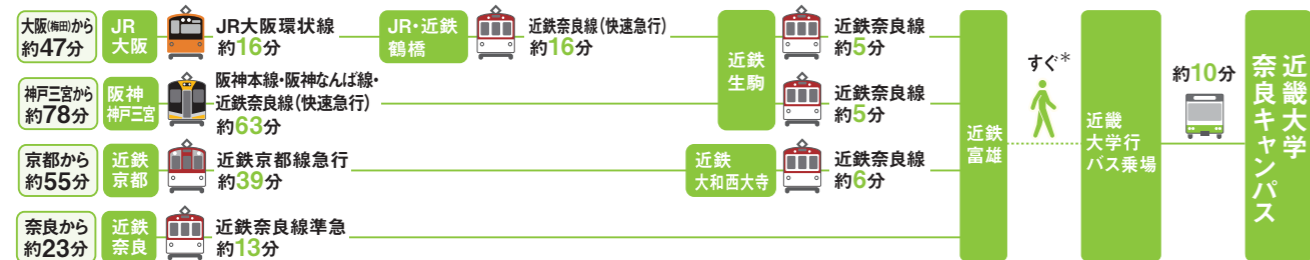 大阪(梅田)から
約47分
JR
大阪
JR大阪環状線
約16分
JR・近鉄
鶴橋
近鉄奈良線(快速急行)
約16分
近鉄
生駒
近鉄奈良線
約5分
神戸三宮から
約78分
阪神
神戸三宮
阪神本線・阪神なんば線・
近鉄奈良線(快速急行)
約63分
近鉄奈良線
約5分
京都から
約55分
近鉄
京都
近鉄京都線急行
約39分
近鉄
大和西大寺
近鉄奈良線
約6分
奈良から
約23分
近鉄
奈良
近鉄奈良線準急
約13分
近鉄
富雄
すぐ*
近畿
大学行
バス乗場
約10分
近畿大学
奈良キャンパス